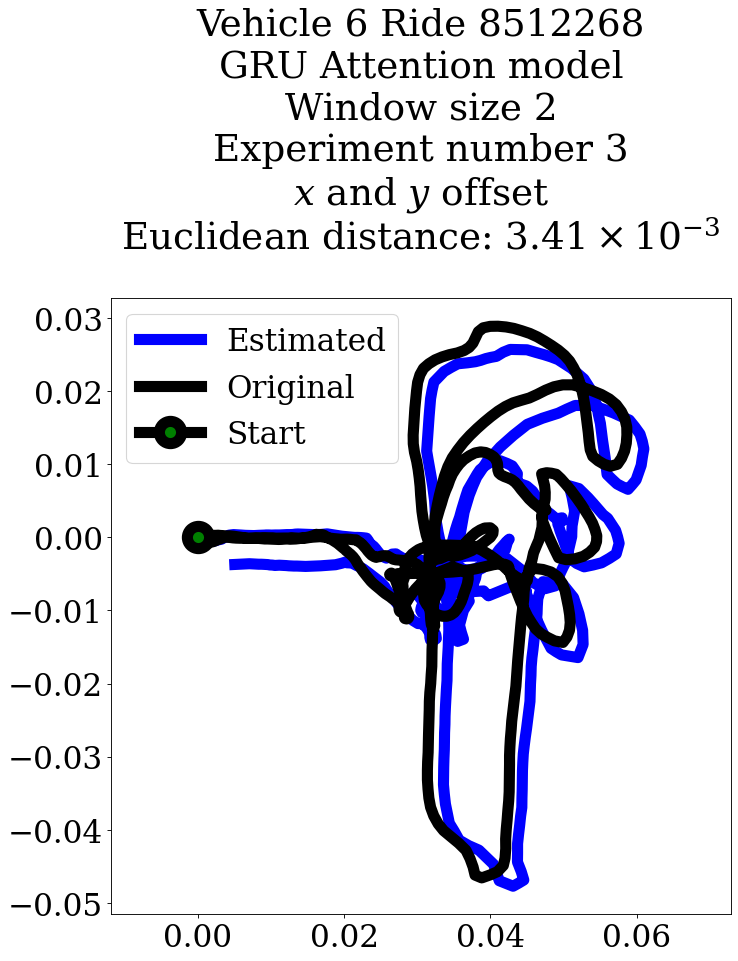 Vehicle 6 Ride 8512268
GRU Attention model
Window size 2
Experiment number 3
x and y offset
Euclidean distance: 3.41 × 10⁻³
Estimated
Original
Start
0.03
0.02
0.01
0.00
−0.01
−0.02
−0.03
−0.04
−0.05
0.00 0.02 0.04 0.06